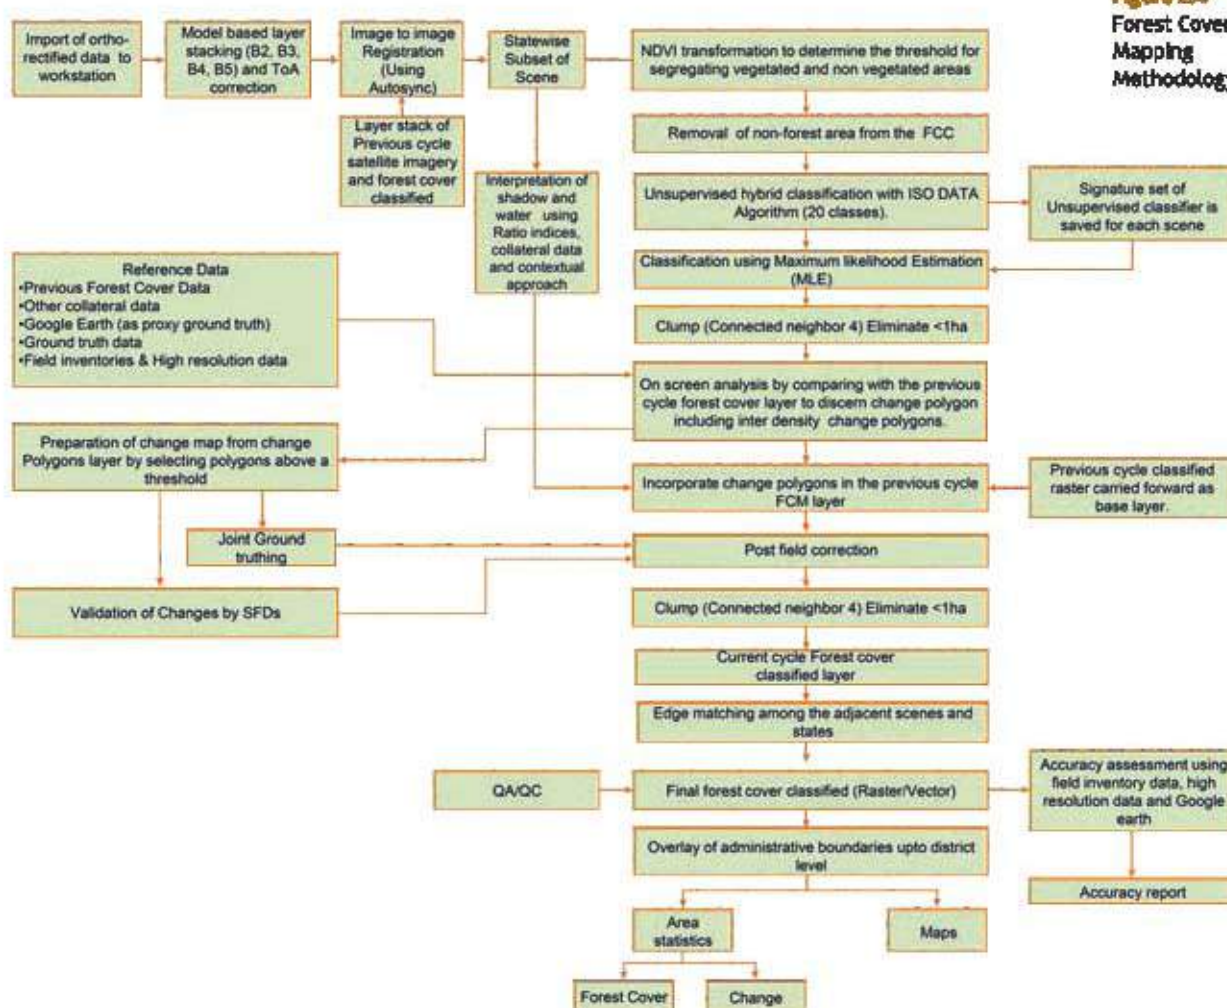 Forest Cover
Mapping
Methodology
Import of ortho-
rectified data to
workstation
Model based layer
stacking (B2, B3,
B4, B5) and ToA
correction
Image to image
Registration
(Using
Autosync)
Statewise
Subset of
Scene
NDVI transformation to determine the threshold for
segregating vegetated and non vegetated areas
Layer stack of
Previous cycle
satellite imagery
and forest cover
classified
Interpretation of
shadow and
water using
Ratio indices,
collateral data
and contextual
approach
Removal of non-forest area from the FCC
Unsupervised hybrid classification with ISO DATA
Algorithm (20 classes).
Signature set of
Unsupervised classifier is
saved for each scene
Classification using Maximum likelihood Estimation
(MLE)
Reference Data
•Previous Forest Cover Data
•Other collateral data
•Google Earth (as proxy ground truth)
•Ground truth data
•Field inventories & High resolution data
Clump (Connected neighbor 4) Eliminate <1ha
On screen analysis by comparing with the previous
cycle forest cover layer to discern change polygon
including inter density change polygons.
Preparation of change map from change
Polygons layer by selecting polygons above a
threshold
Incorporate change polygons in the previous cycle
FCM layer
Previous cycle classified
raster carried forward as
base layer.
Joint Ground
truthing
Post field correction
Validation of Changes by SFDs
Clump (Connected neighbor 4) Eliminate <1ha
Current cycle Forest cover
classified layer
Edge matching among the adjacent scenes and
states
QA/QC
Final forest cover classified (Raster/Vector)
Accuracy assessment using
field inventory data, high
resolution data and Google
earth
Overlay of administrative boundaries upto district
level
Accuracy report
Area
statistics
Maps
Forest Cover
Change